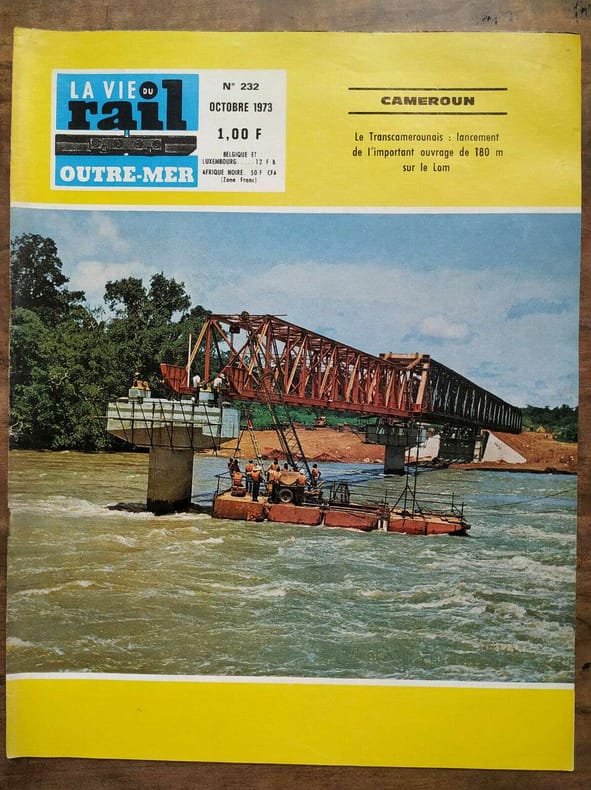 LA VIE DU
rail
OUTRE-MER
N° 232
OCTOBRE 1973
1,00 F
BELGIQUE ET
LUXEMBOURG.....12 F B
AFRIQUE NOIRE. 50 F CFA
(Zone Franc)
CAMEROUN
Le Transcamerounais : lancement
de l'important ouvrage de 180 m
sur le Lom